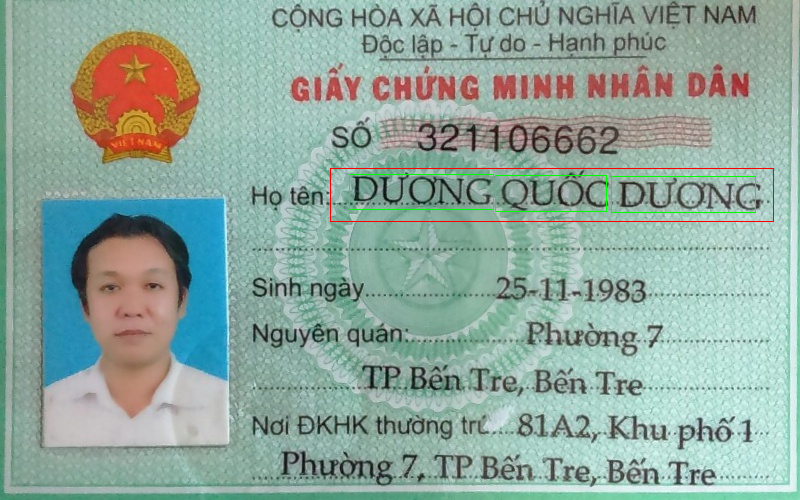 CỘNG HÒA XÃ HỘI CHỦ NGHĨA VIỆT NAM
Độc lập - Tự do - Hạnh phúc
GIẤY CHỨNG MINH NHÂN DÂN
VIỆT NAM
SỐ 321106662
Họ tên: DƯƠNG QUỐC DƯƠNG
Sinh ngày 25-11-1983
Nguyên quán: Phường 7
TP Bến Tre, Bến Tre
Nơi ĐKHK thường trú 81A2, Khu phố 1
Phường 7, TP Bến Tre, Bến Tre